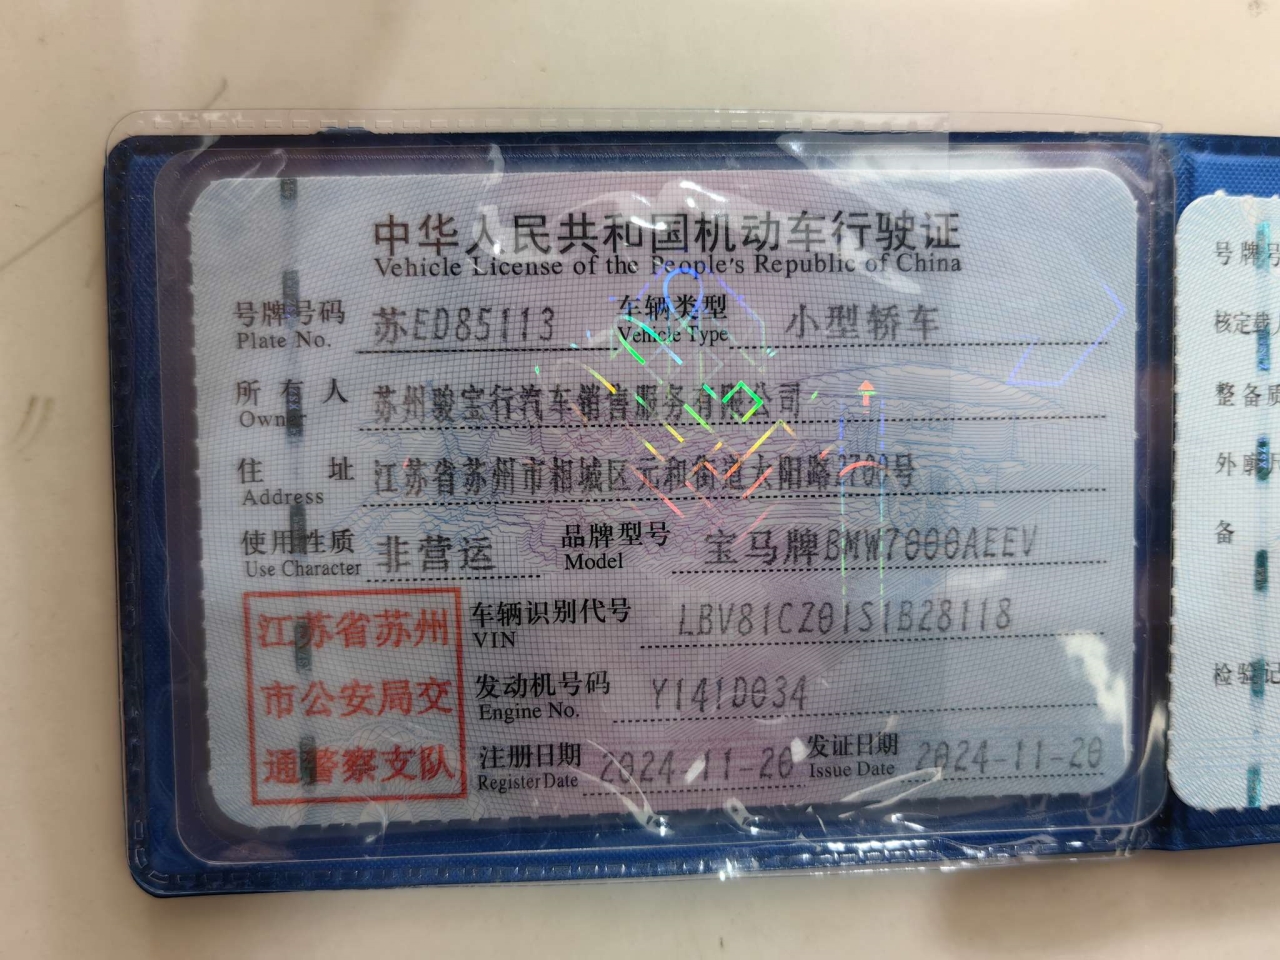 中华人民共和国机动车行驶证
Vehicle License of the People's Republic of China
号牌号码 苏ED85113 车辆类型 小型轿车
Plate No. Vehicle Type
所有人 苏州骏宝行汽车销售服务有限公司
Owner
住址 江苏省苏州市相城区元和街道太阳路2700号
Address
使用性质 非营运 品牌型号 宝马牌BMW7000AEEV
Use Character Model
江苏省苏州
市公安局交
通警察支队
车辆识别代号 LBV81CZ01S1B28118
VIN
发动机号码 Y141D034
Engine No.
注册日期 2024-11-20 发证日期 2024-11-20
Register Date Issue Date
号牌号
核定载
整备质
外廓
备
检验记